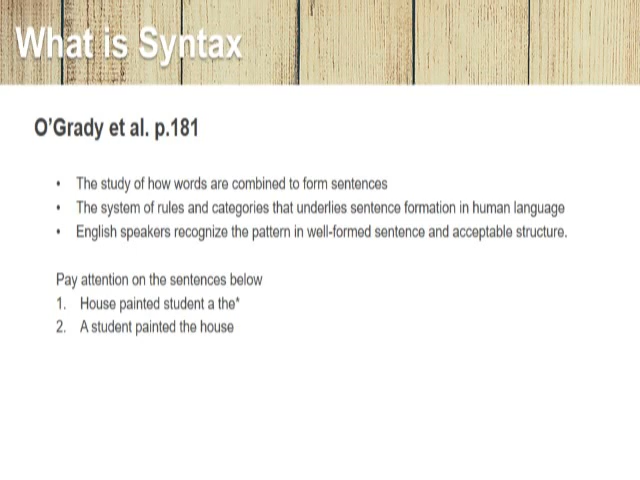 What is Syntax
O'Grady et al. p.181
• The study of how words are combined to form sentences
• The system of rules and categories that underlies sentence formation in human language
• English speakers recognize the pattern in well-formed sentence and acceptable structure.
Pay attention on the sentences below
1. House painted student a the*
2. A student painted the house